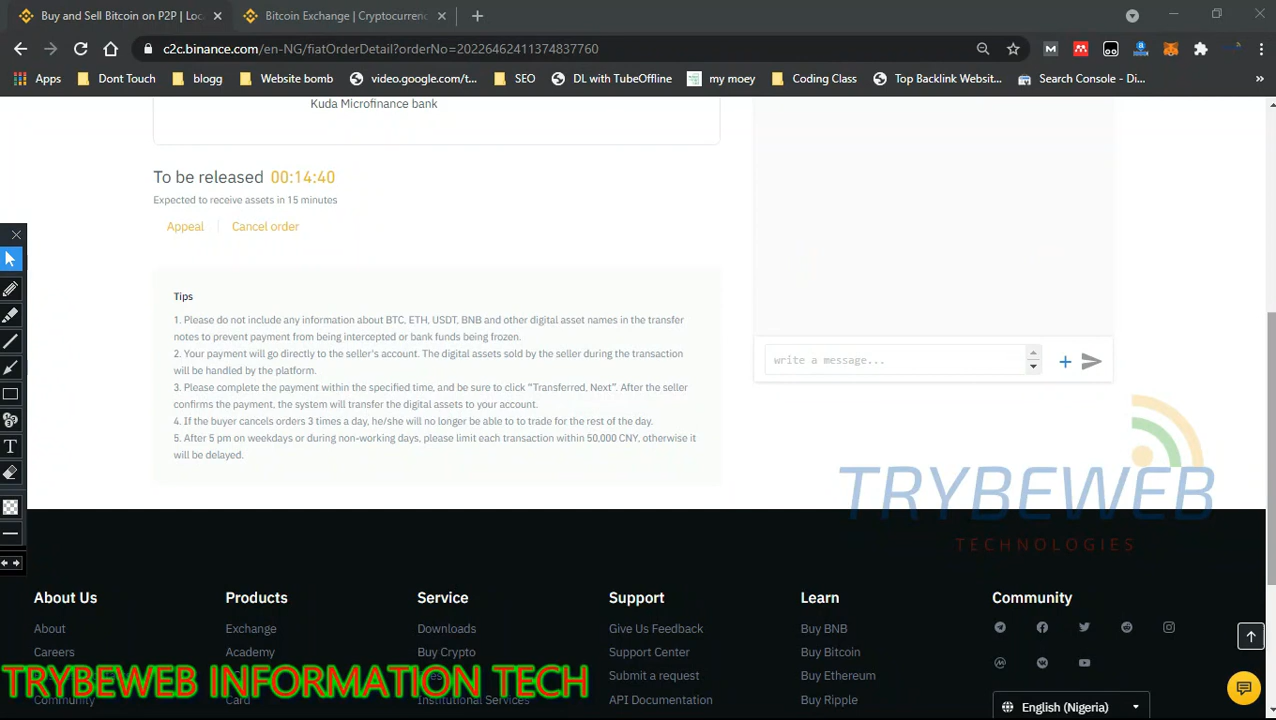 Buy and Sell Bitcoin on P2P | Loc
Bitcoin Exchange | Cryptocurrenc
c2c.binance.com/en-NG/fiatOrderDetail?orderNo=20226462411374837760
Apps
Dont Touch
blogg
Website bomb
video.google.com/t...
SEO
DL with TubeOffline
my moey
Coding Class
Top Backlink Websit...
Search Console - Di...
»
Kuda Microfinance bank
To be released 00:14:40
Expected to receive assets in 15 minutes
Appeal
Cancel order
Tips
1. Please do not include any information about BTC, ETH, USDT, BNB and other digital asset names in the transfer
notes to prevent payment from being intercepted or bank funds being frozen.
2. Your payment will go directly to the seller's account. The digital assets sold by the seller during the transaction
will be handled by the platform.
3. Please complete the payment within the specified time, and be sure to click "Transferred, Next". After the seller
confirms the payment, the system will transfer the digital assets to your account.
4. If the buyer cancels orders 3 times a day, he/she will no longer be able to to trade for the rest of the day.
5. After 5 pm on weekdays or during non-working days, please limit each transaction within 50,000 CNY, otherwise it
will be delayed.
write a message...
TRYBEWEB
TECHNOLOGIES
About Us
Products
Service
Support
Learn
Community
About
Exchange
Downloads
Give Us Feedback
Buy BNB
Careers
Academy
Buy Crypto
Support Center
Buy Bitcoin
Submit a request
Buy Ethereum
Community
Card
Institutional Services
API Documentation
Buy Ripple
English (Nigeria)
TRYBEWEB INFORMATION TECH